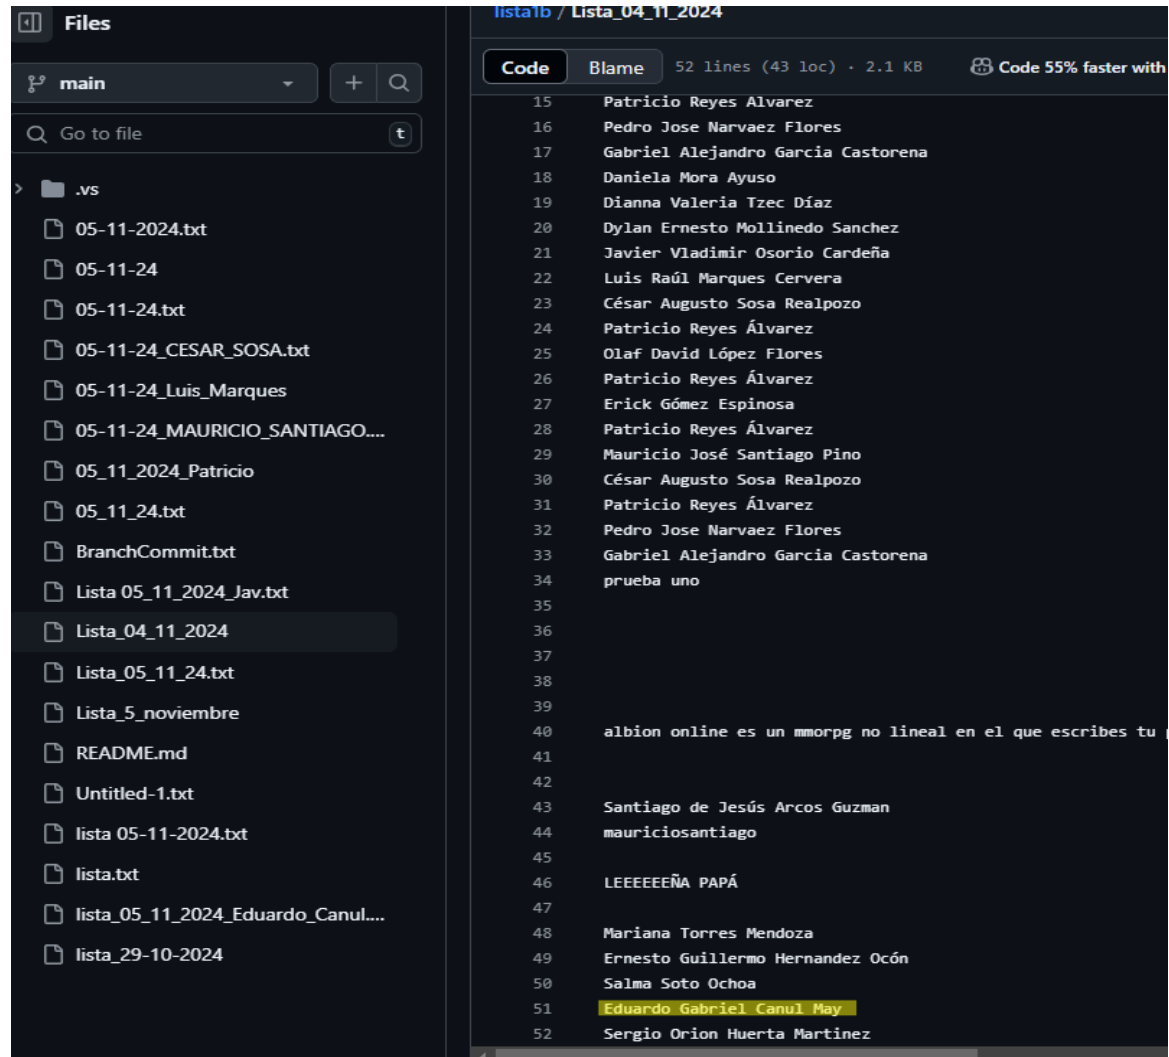 Files
main
Go to file
t
.vs
05-11-2024.txt
05-11-24
05-11-24.txt
05-11-24_CESAR_SOSA.txt
05-11-24_Luis_Marques
05-11-24_MAURICIO_SANTIAGO....
05_11_2024_Patricio
05_11_24.txt
BranchCommit.txt
Lista 05_11_2024_Jav.txt
Lista_04_11_2024
Lista_05_11_24.txt
Lista_5_noviembre
README.md
Untitled-1.txt
lista 05-11-2024.txt
lista.txt
lista_05_11_2024_Eduardo_Canul....
lista_29-10-2024
lista1b / Lista_04_11_2024
Code Blame 52 lines (43 loc) · 2.1 KB Code 55% faster with
15 Patricio Reyes Alvarez
16 Pedro Jose Narvaez Flores
17 Gabriel Alejandro Garcia Castorena
18 Daniela Mora Ayuso
19 Dianna Valeria Tzec Díaz
20 Dylan Ernesto Mollinedo Sanchez
21 Javier Vladimir Osorio Cardeña
22 Luis Raúl Marques Cervera
23 César Augusto Sosa Realpozo
24 Patricio Reyes Álvarez
25 Olaf David López Flores
26 Patricio Reyes Álvarez
27 Erick Gómez Espinosa
28 Patricio Reyes Álvarez
29 Mauricio José Santiago Pino
30 César Augusto Sosa Realpozo
31 Patricio Reyes Álvarez
32 Pedro Jose Narvaez Flores
33 Gabriel Alejandro Garcia Castorena
34 prueba uno
35
36
37
38
39
40 albion online es un mmorpg no lineal en el que escribes tu
41
42
43 Santiago de Jesús Arcos Guzman
44 mauriciosantiago
45
46 LEEEEEEÑA PAPÁ
47
48 Mariana Torres Mendoza
49 Ernesto Guillermo Hernandez Ocón
50 Salma Soto Ochoa
51 Eduardo Gabriel Canul May
52 Sergio Orion Huerta Martinez